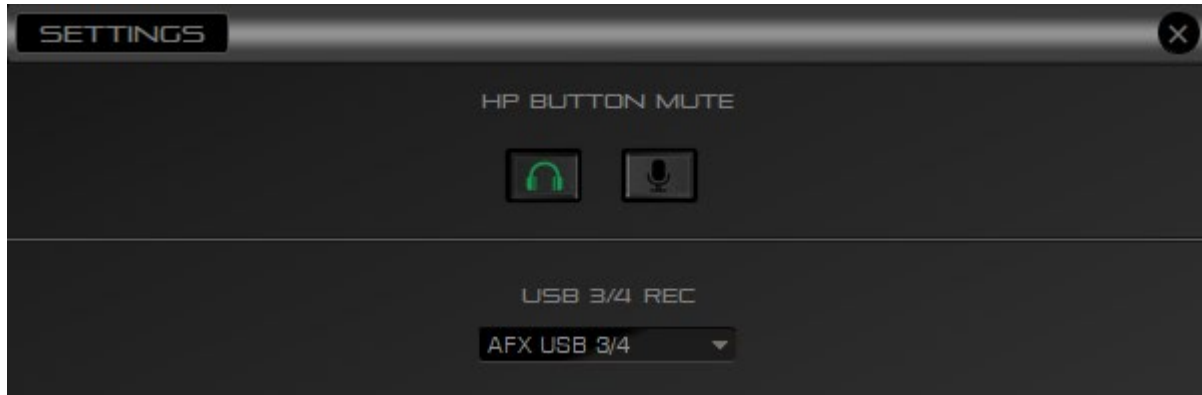 SETTINGS
HP BUTTON MUTE
USB 3/4 REC
AFX USB 3/4